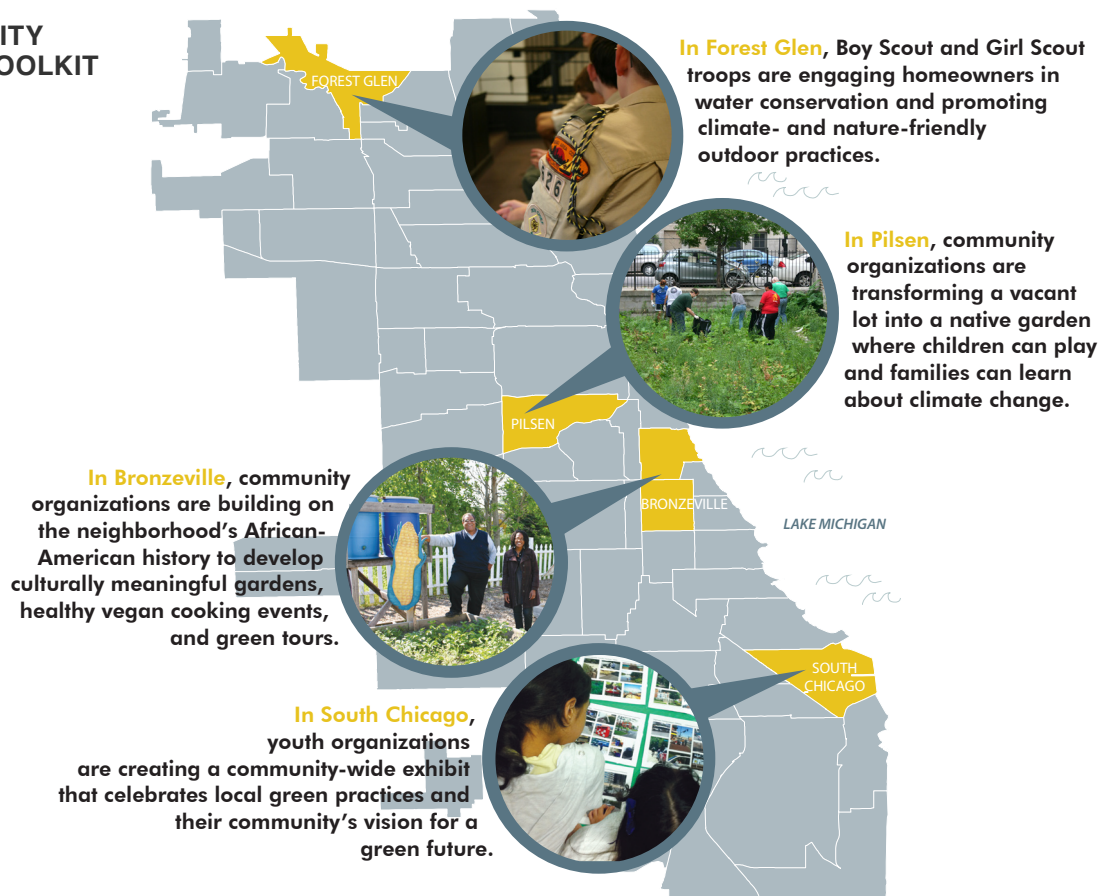 ITY
OOLKIT
FOREST GLEN
In Forest Glen, Boy Scout and Girl Scout
troops are engaging homeowners in
water conservation and promoting
climate- and nature-friendly
outdoor practices.
626
In Pilsen, community
organizations are
transforming a vacant
lot into a native garden
where children can play
and families can learn
about climate change.
PILSEN
In Bronzeville, community
organizations are building on
the neighborhood's African-
American history to develop
culturally meaningful gardens,
healthy vegan cooking events,
and green tours.
BRONZEVILLE
LAKE MICHIGAN
SOUTH
CHICAGO
In South Chicago,
youth organizations
are creating a community-wide exhibit
that celebrates local green practices and
their community's vision for a
green future.